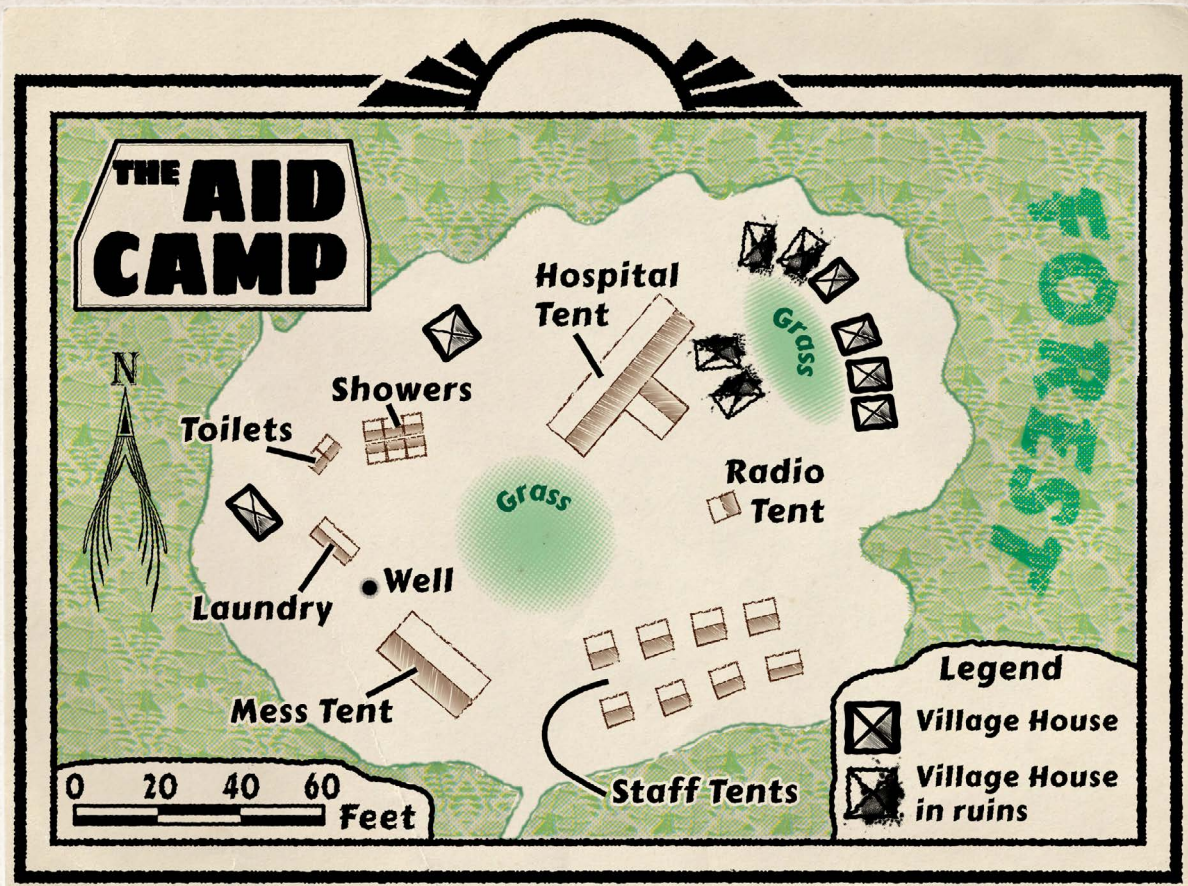 THE AID
CAMP
N
Hospital
Tent
Grass
Showers
Toilets
Grass
Radio
Tent
Well
Laundry
Mess Tent
Staff Tents
FOREST
0 20 40 60
Feet
Legend
Village House
Village House
in ruins